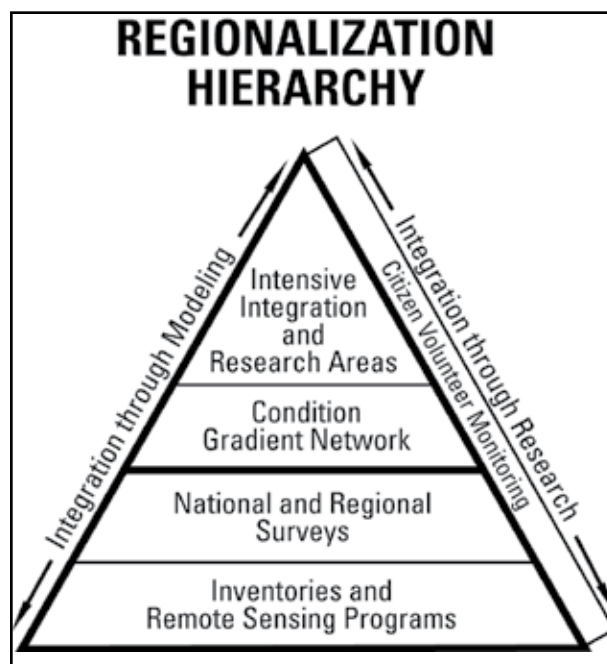 REGIONALIZATION
HIERARCHY
Integration through Modeling
Integration through Research
Citizen Volunteer Monitoring
Intensive
Integration
and
Research Areas
Condition
Gradient Network
National and Regional
Surveys
Inventories and
Remote Sensing Programs